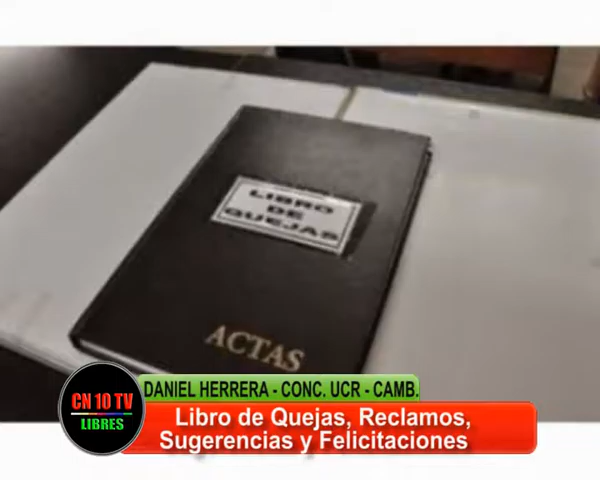 LIBRO
DE
QUEJAS
ACTAS
CN 10 TV
LIBRES
DANIEL HERRERA - CONC. UCR - CAMB.
Libro de Quejas, Reclamos,
Sugerencias y Felicitaciones